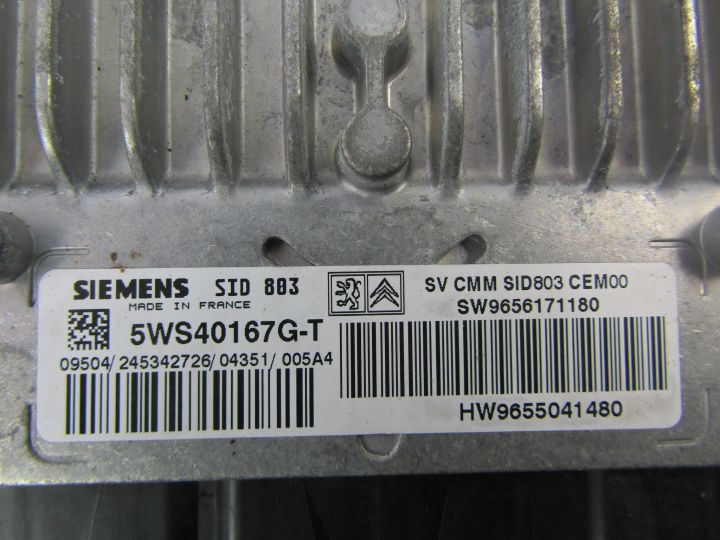 SIEMENS SID 803
MADE IN FRANCE
5WS40167G-T
09504/245342726/04351/005A4
SV CMM SID803 CEM00
SW9656171180
HW9655041480